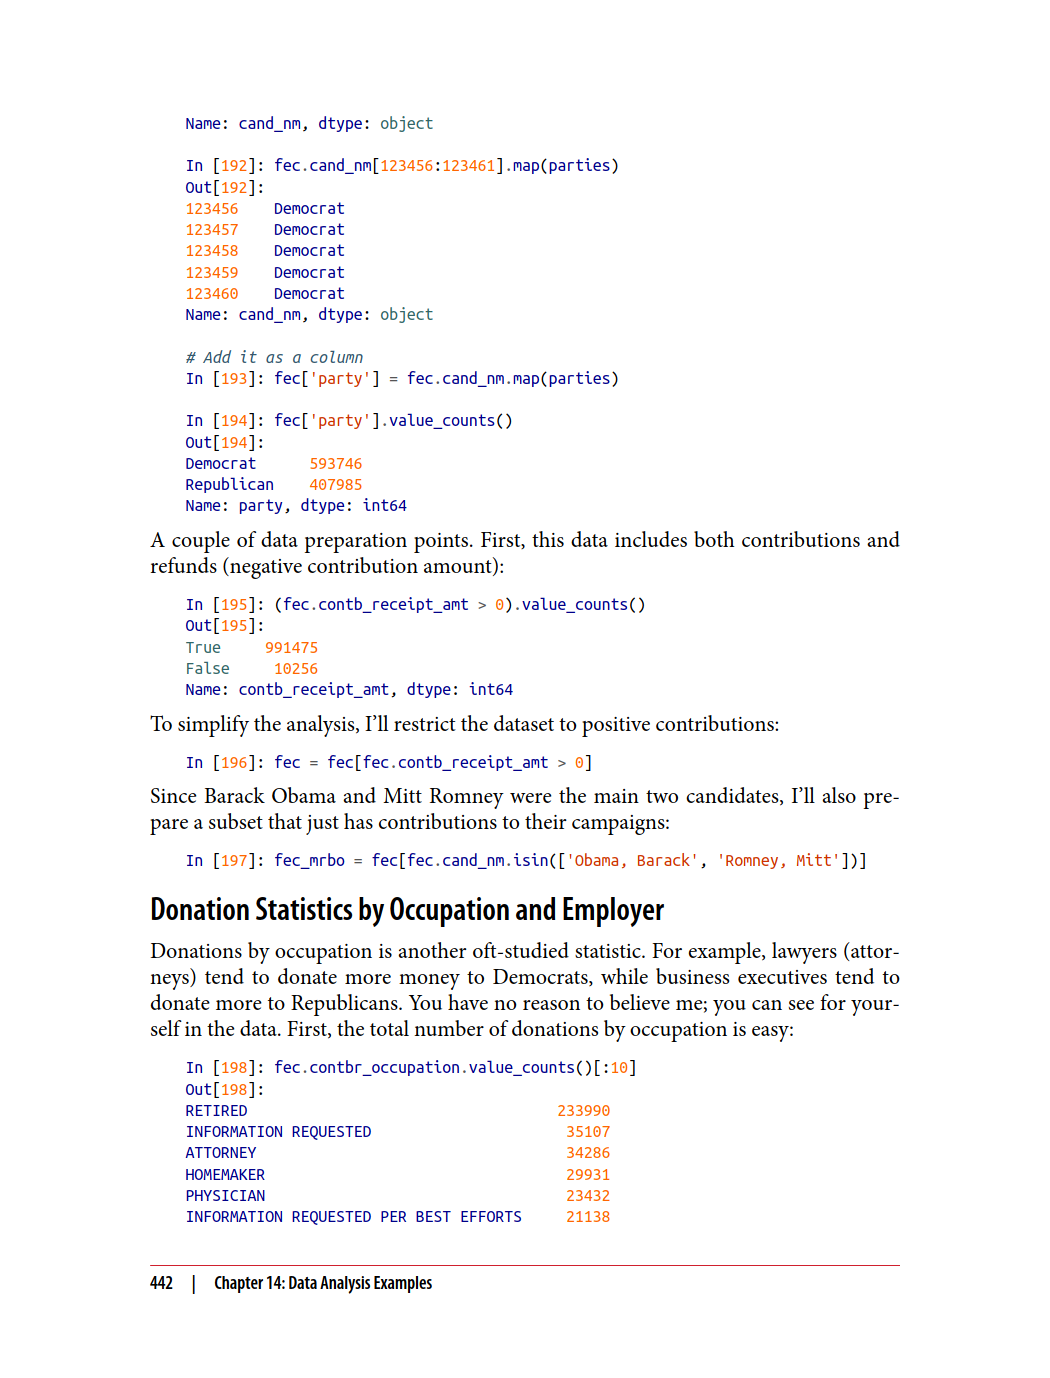 Name: cand_nm, dtype: object
In [192]: fec.cand_nm[123456:123461].map(parties)
Out[192]:
123456    Democrat
123457    Democrat
123458    Democrat
123459    Democrat
123460    Democrat
Name: cand_nm, dtype: object
# Add it as a column
In [193]: fec['party'] = fec.cand_nm.map(parties)
In [194]: fec['party'].value_counts()
Out[194]:
Democrat      593746
Republican    407985
Name: party, dtype: int64
A couple of data preparation points. First, this data includes both contributions and
refunds (negative contribution amount):
In [195]: (fec.contb_receipt_amt > 0).value_counts()
Out[195]:
True     991475
False     10256
Name: contb_receipt_amt, dtype: int64
To simplify the analysis, I’ll restrict the dataset to positive contributions:
In [196]: fec = fec[fec.contb_receipt_amt > 0]
Since Barack Obama and Mitt Romney were the main two candidates, I’ll also pre-
pare a subset that just has contributions to their campaigns:
In [197]: fec_mrbo = fec[fec.cand_nm.isin(['Obama, Barack', 'Romney, Mitt'])]
Donation Statistics by Occupation and Employer
Donations by occupation is another oft-studied statistic. For example, lawyers (attor-
neys) tend to donate more money to Democrats, while business executives tend to
donate more to Republicans. You have no reason to believe me; you can see for your-
self in the data. First, the total number of donations by occupation is easy:
In [198]: fec.contbr_occupation.value_counts()[:10]
Out[198]:
RETIRED                                   233990
INFORMATION REQUESTED                      35107
ATTORNEY                                   34286
HOMEMAKER                                  29931
PHYSICIAN                                  23432
INFORMATION REQUESTED PER BEST EFFORTS     21138
442 | Chapter 14: Data Analysis Examples